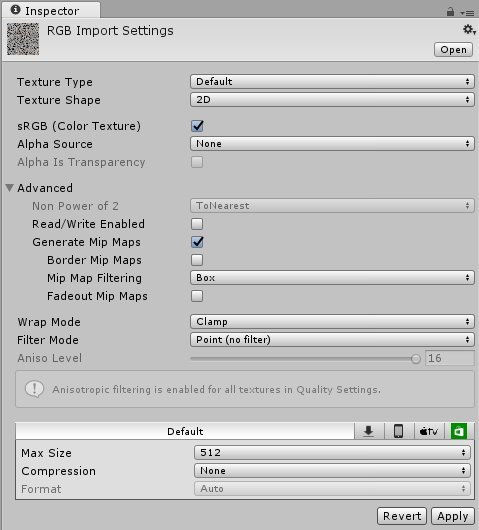 Inspector
RGB Import Settings
Open
Texture Type Default
Texture Shape 2D
sRGB (Color Texture)
Alpha Source None
Alpha Is Transparency
Advanced
Non Power of 2 ToNearest
Read/Write Enabled
Generate Mip Maps
Border Mip Maps
Mip Map Filtering Box
Fadeout Mip Maps
Wrap Mode Clamp
Filter Mode Point (no filter)
Aniso Level 16
Anisotropic filtering is enabled for all textures in Quality Settings.
Default tv
Max Size 512
Compression None
Format Auto
Revert Apply